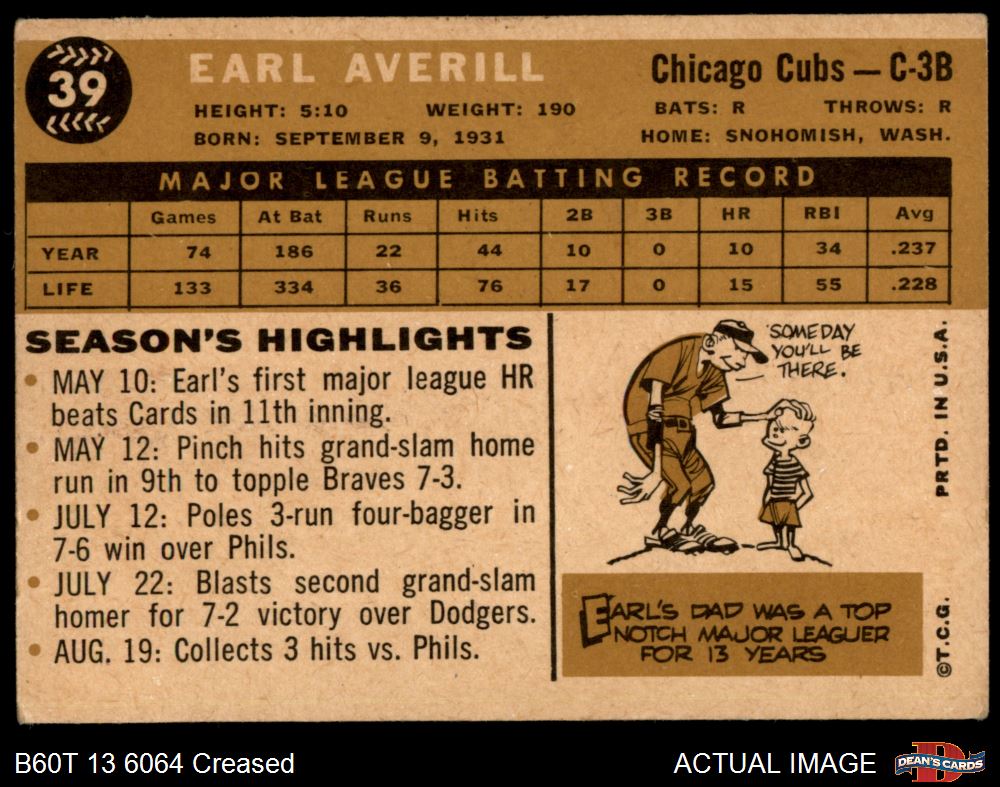 39
EARL AVERILL
Chicago Cubs — C-3B
HEIGHT: 5:10 WEIGHT: 190 BATS: R THROWS: R
BORN: SEPTEMBER 9, 1931 HOME: SNOHOMISH, WASH.
MAJOR LEAGUE BATTING RECORD
Games At Bat Runs Hits 2B 3B HR RBI Avg
YEAR 74 186 22 44 10 0 10 34 .237
LIFE 133 334 36 76 17 0 15 55 .228
SEASON'S HIGHLIGHTS
• MAY 10: Earl's first major league HR
beats Cards in 11th inning.
• MAY 12: Pinch hits grand-slam home
run in 9th to topple Braves 7-3.
• JULY 12: Poles 3-run four-bagger in
7-6 win over Phils.
• JULY 22: Blasts second grand-slam
homer for 7-2 victory over Dodgers.
• AUG. 19: Collects 3 hits vs. Phils.
SOMEDAY
YOU'LL BE
THERE.
EARL'S DAD WAS A TOP
NOTCH MAJOR LEAGUER
FOR 13 YEARS
PRTD. IN U.S.A.
©T.C.G.
B60T 13 6064 Creased
ACTUAL IMAGE
D
DEAN'S CARDS